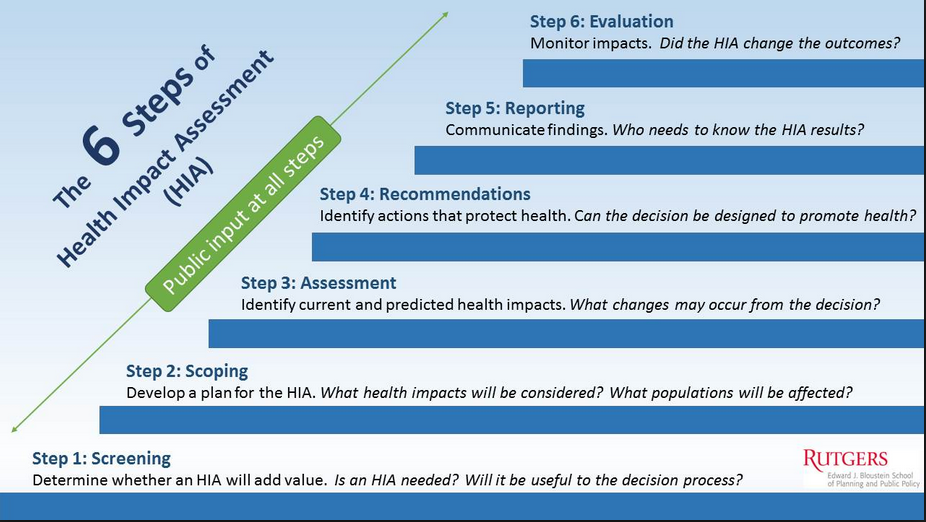 The 6 Steps of
Health Impact Assessment
(HIA)
Public input at all steps
Step 6: Evaluation
Monitor impacts. Did the HIA change the outcomes?
Step 5: Reporting
Communicate findings. Who needs to know the HIA results?
Step 4: Recommendations
Identify actions that protect health. Can the decision be designed to promote health?
Step 3: Assessment
Identify current and predicted health impacts. What changes may occur from the decision?
Step 2: Scoping
Develop a plan for the HIA. What health impacts will be considered? What populations will be affected?
Step 1: Screening
Determine whether an HIA will add value. Is an HIA needed? Will it be useful to the decision process?
RUTGERS
Edward J. Bloustein School
of Planning and Public Policy